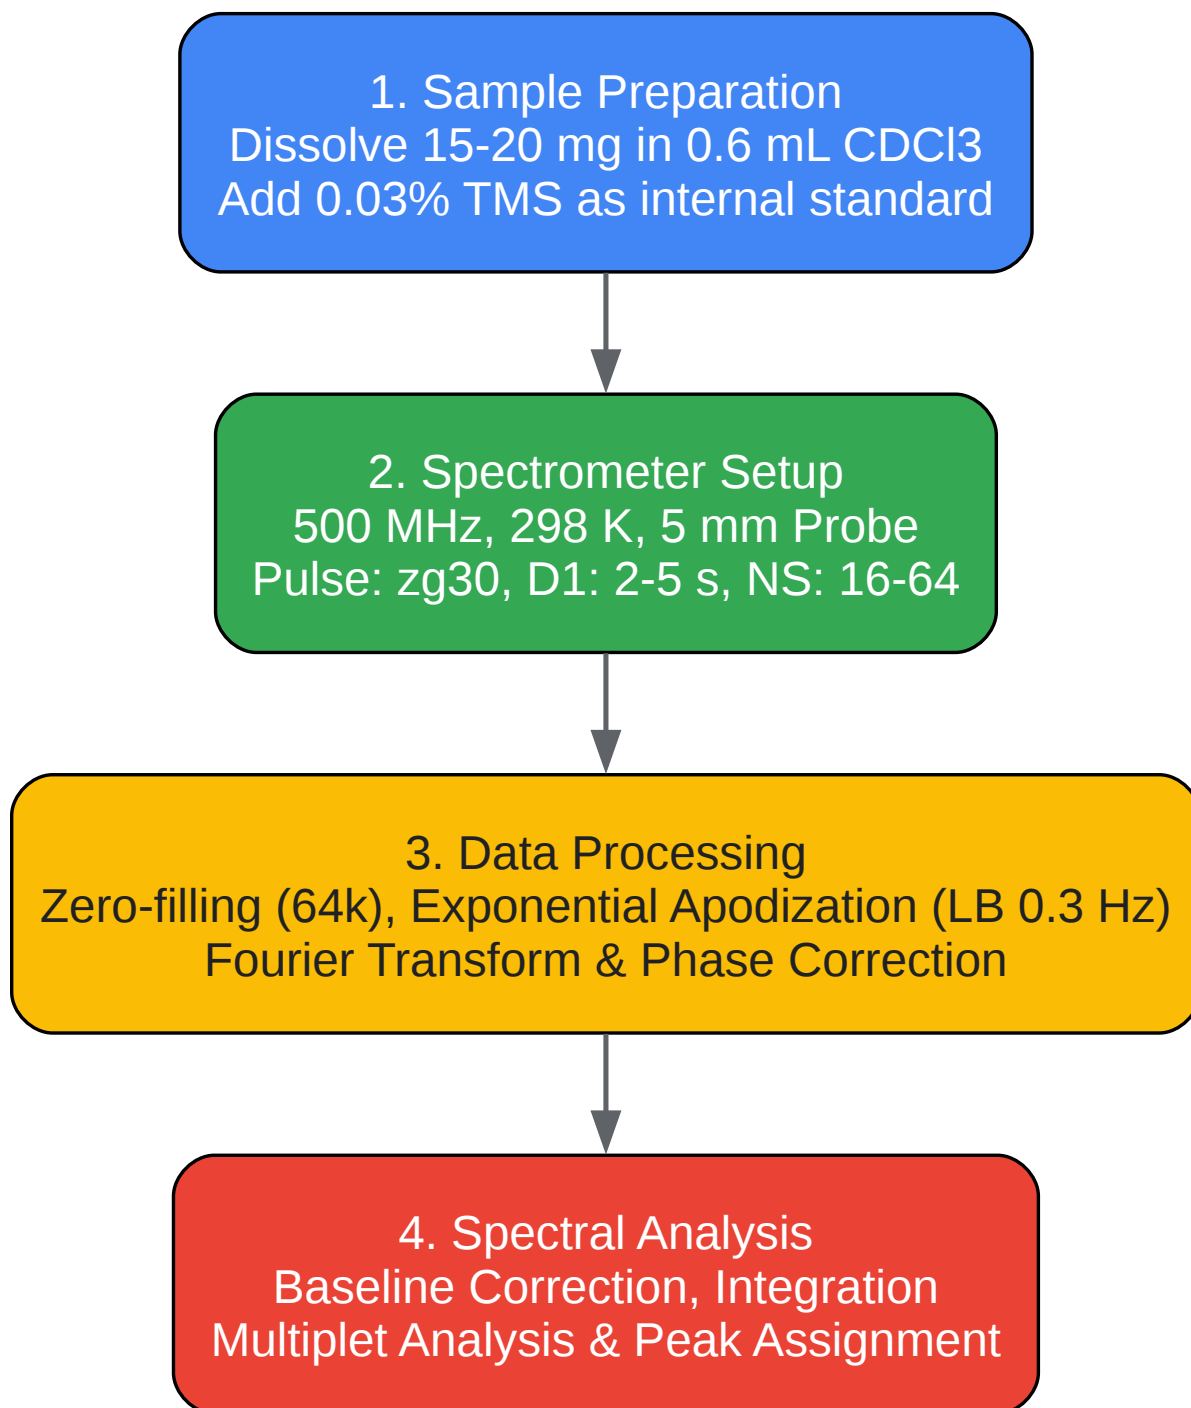 1. Sample Preparation
Dissolve 15-20 mg in 0.6 mL CDCl3
Add 0.03% TMS as internal standard
2. Spectrometer Setup
500 MHz, 298 K, 5 mm Probe
Pulse: zg30, D1: 2-5 s, NS: 16-64
3. Data Processing
Zero-filling (64k), Exponential Apodization (LB 0.3 Hz)
Fourier Transform & Phase Correction
4. Spectral Analysis
Baseline Correction, Integration
Multiplet Analysis & Peak Assignment